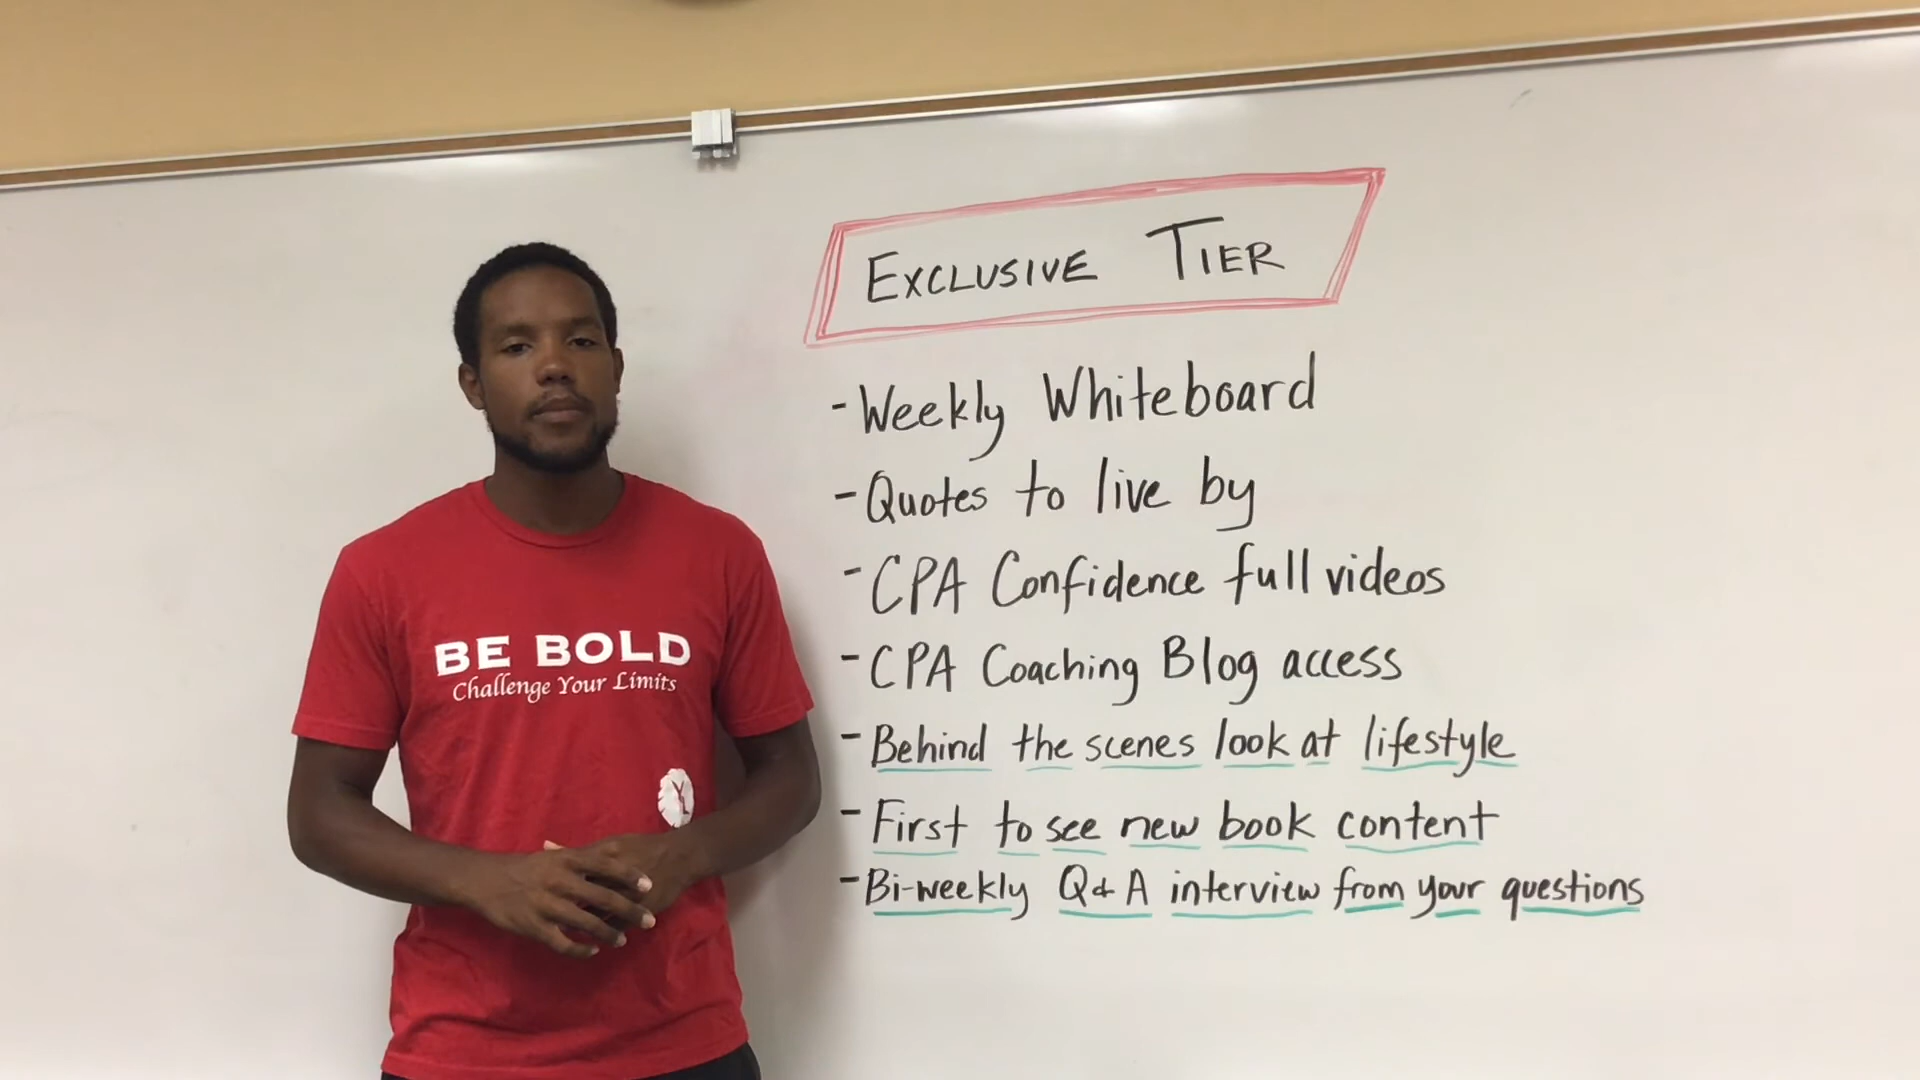 EXCLUSIVE TIER
-Weekly Whiteboard
-Quotes to live by
-CPA Confidence full videos
-CPA Coaching Blog access
-Behind the scenes look at lifestyle
-First to see new book content
-Bi-weekly Q&A interview from your questions
BE BOLD
Challenge Your Limits